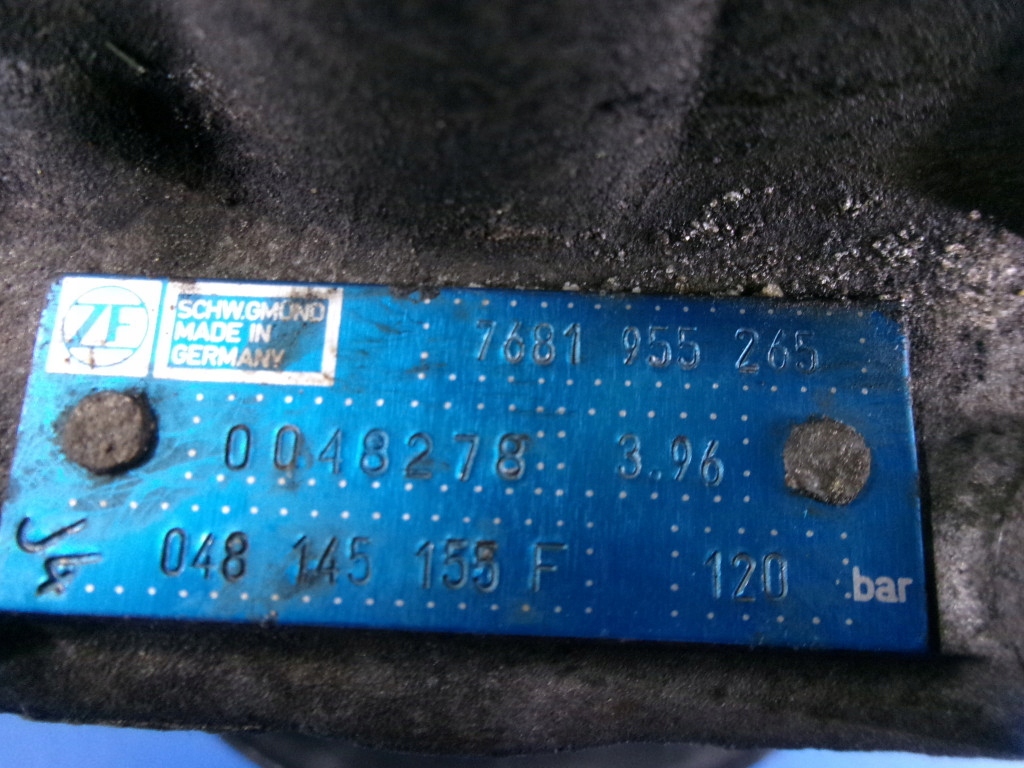 ZF
SCHW.GMÜND
MADE IN
GERMANY
7681 955 265
0048278 3.96
048 145 155 F 120 bar